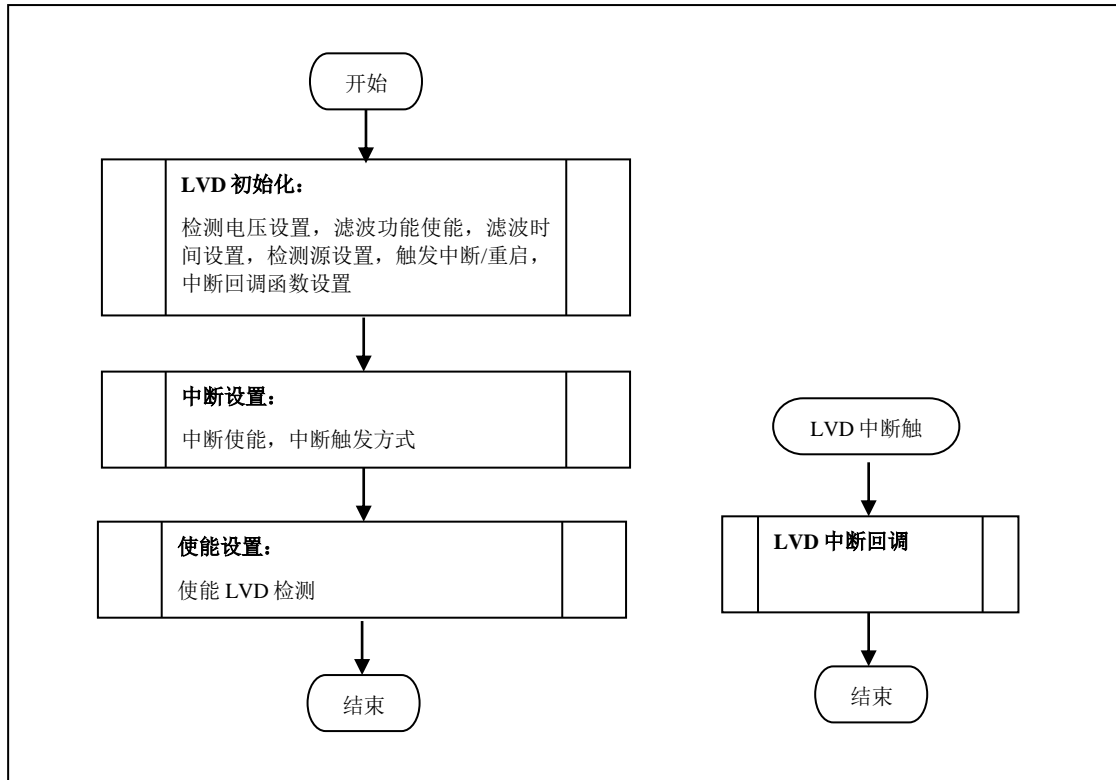 开始
LVD 初始化：
检测电压设置，滤波功能使能，滤波时
间设置，检测源设置，触发中断/重启，
中断回调函数设置
中断设置：
中断使能，中断触发方式
使能设置：
使能 LVD 检测
结束
LVD 中断触
LVD 中断回调
结束